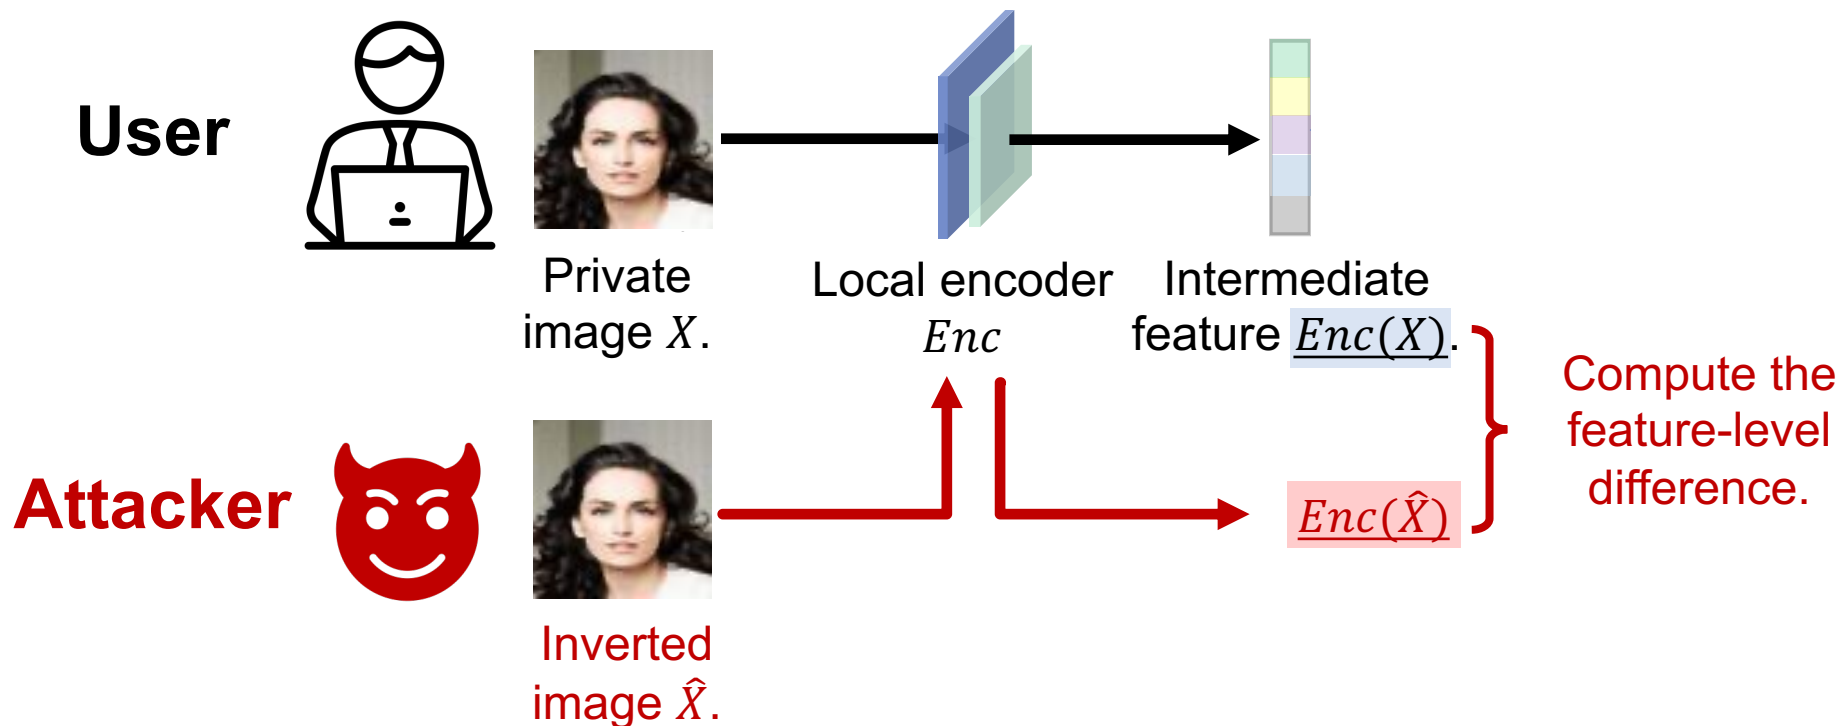 User
Private
image X.
Local encoder
Enc
Intermediate
feature Enc(X).
Compute the
feature-level
difference.
Attacker
Enc(X̂)
Inverted
image X̂.